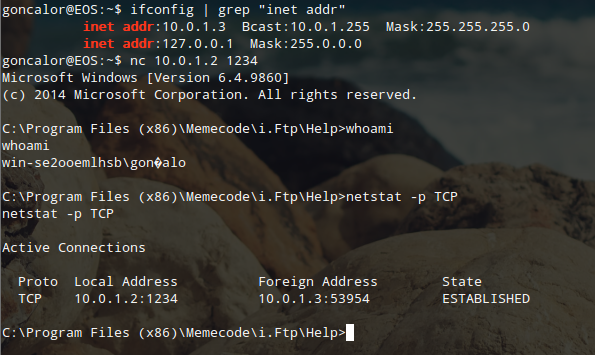 goncalor@EOS:~$ ifconfig | grep "inet addr"
          inet addr:10.0.1.3  Bcast:10.0.1.255  Mask:255.255.255.0
          inet addr:127.0.0.1  Mask:255.0.0.0
goncalor@EOS:~$ nc 10.0.1.2 1234
Microsoft Windows [Version 6.4.9860]
(c) 2014 Microsoft Corporation. All rights reserved.
C:\Program Files (x86)\Memecode\i.Ftp\Help>whoami
whoami
win-se2ooemlhsb\gon�alo
C:\Program Files (x86)\Memecode\i.Ftp\Help>netstat -p TCP
netstat -p TCP
Active Connections
  Proto  Local Address          Foreign Address        State
  TCP    10.0.1.2:1234          10.0.1.3:53954         ESTABLISHED
C:\Program Files (x86)\Memecode\i.Ftp\Help>